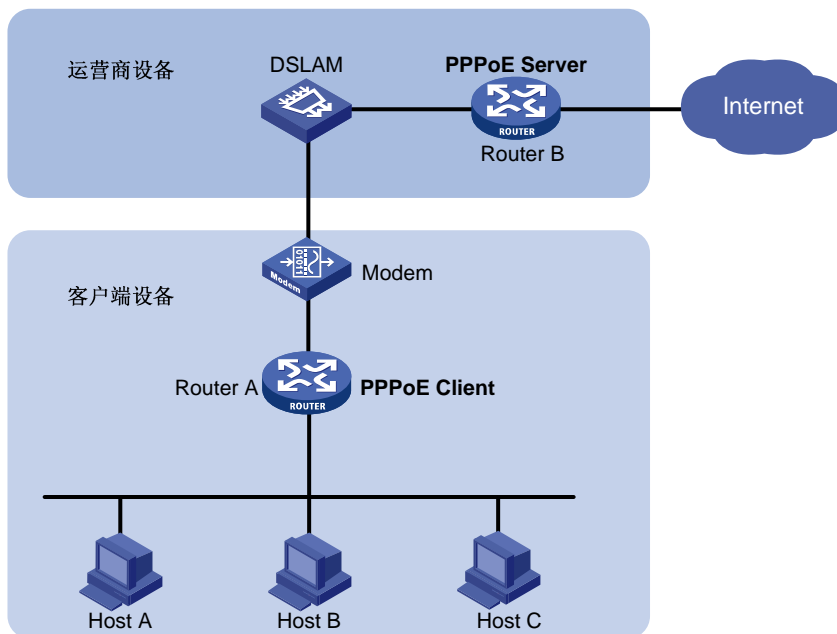 运营商设备
DSLAM
PPPoE Server
ROUTER
Router B
Internet
客户端设备
Modem
Modem
Router A
ROUTER
PPPoE Client
Host A
Host B
Host C